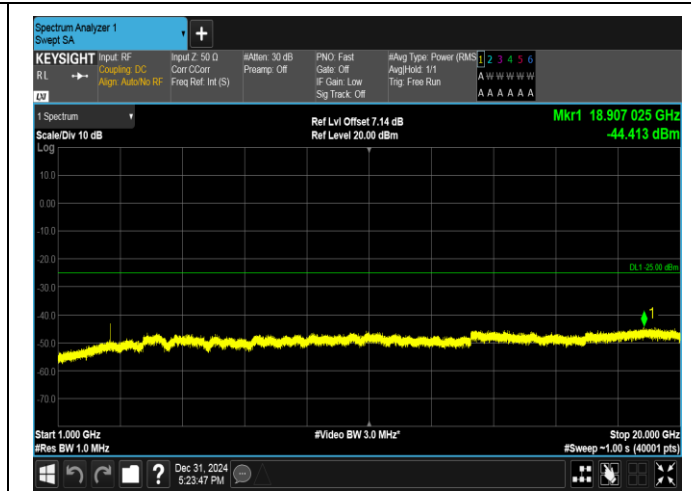 Spectrum Analyzer 1
Swept SA
+
KEYSIGHT Input: RF Input Z: 50 Ω #Atten: 30 dB PNO: Fast #Avg Type: Power (RMS 1 2 3 4 5 6
RL Coupling: DC Corr CCorr Preamp: Off Gate: Off Avg|Hold: 1/1 A W W W W W
Align: Auto/No RF Freq Ref: Int (S) IF Gain: Low Trig: Free Run
LXI Sig Track: Off A A A A A A
1 Spectrum Ref Lvl Offset 7.14 dB Mkr1 18.907 025 GHz
Scale/Div 10 dB Ref Level 20.00 dBm -44.413 dBm
Log
10.0
0.00
-10.0
-20.0
DL1 -25.00 dBm
-30.0
-40.0
1
-50.0
-60.0
-70.0
Start 1.000 GHz #Video BW 3.0 MHz* Stop 20.000 GHz
#Res BW 1.0 MHz #Sweep ~1.00 s (40001 pts)
? Dec 31, 2024
5:23:47 PM